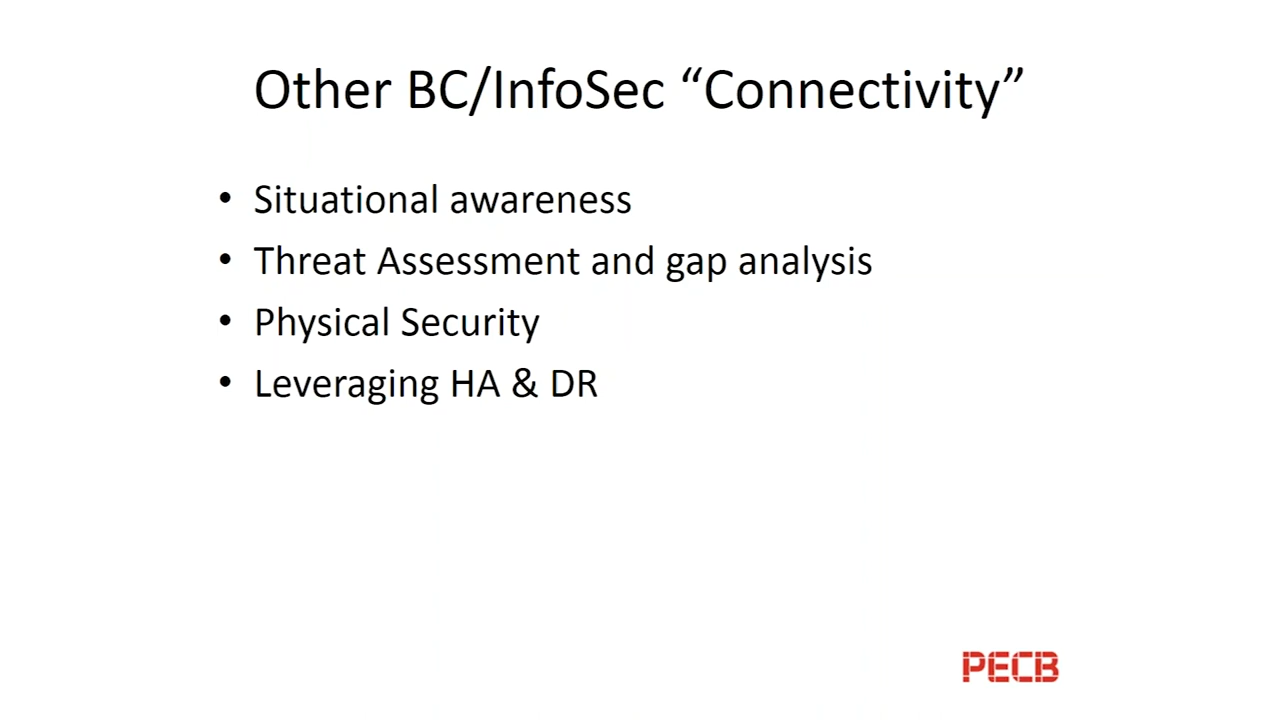 Other BC/InfoSec “Connectivity”
• Situational awareness
• Threat Assessment and gap analysis
• Physical Security
• Leveraging HA & DR
PECB